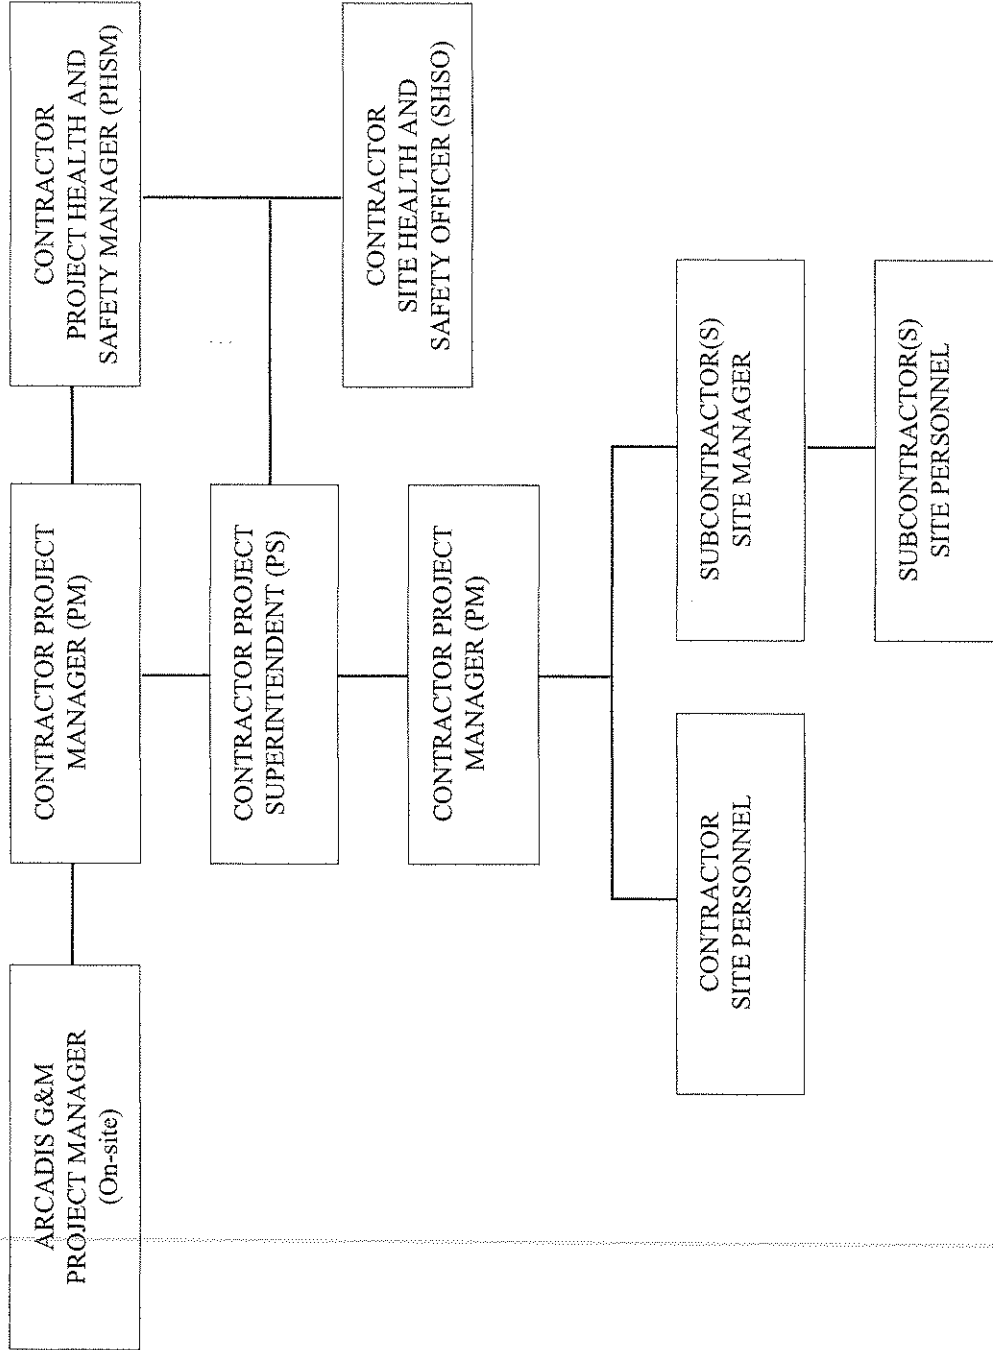 ARCADIS G&M
PROJECT MANAGER
(On-site)
CONTRACTOR PROJECT
MANAGER (PM)
CONTRACTOR
PROJECT HEALTH AND
SAFETY MANAGER (PHSM)
CONTRACTOR PROJECT
SUPERINTENDENT (PS)
CONTRACTOR
SITE HEALTH AND
SAFETY OFFICER (SHSO)
CONTRACTOR PROJECT
MANAGER (PM)
CONTRACTOR
SITE PERSONNEL
SUBCONTRACTOR(S)
SITE MANAGER
SUBCONTRACTOR(S)
SITE PERSONNEL